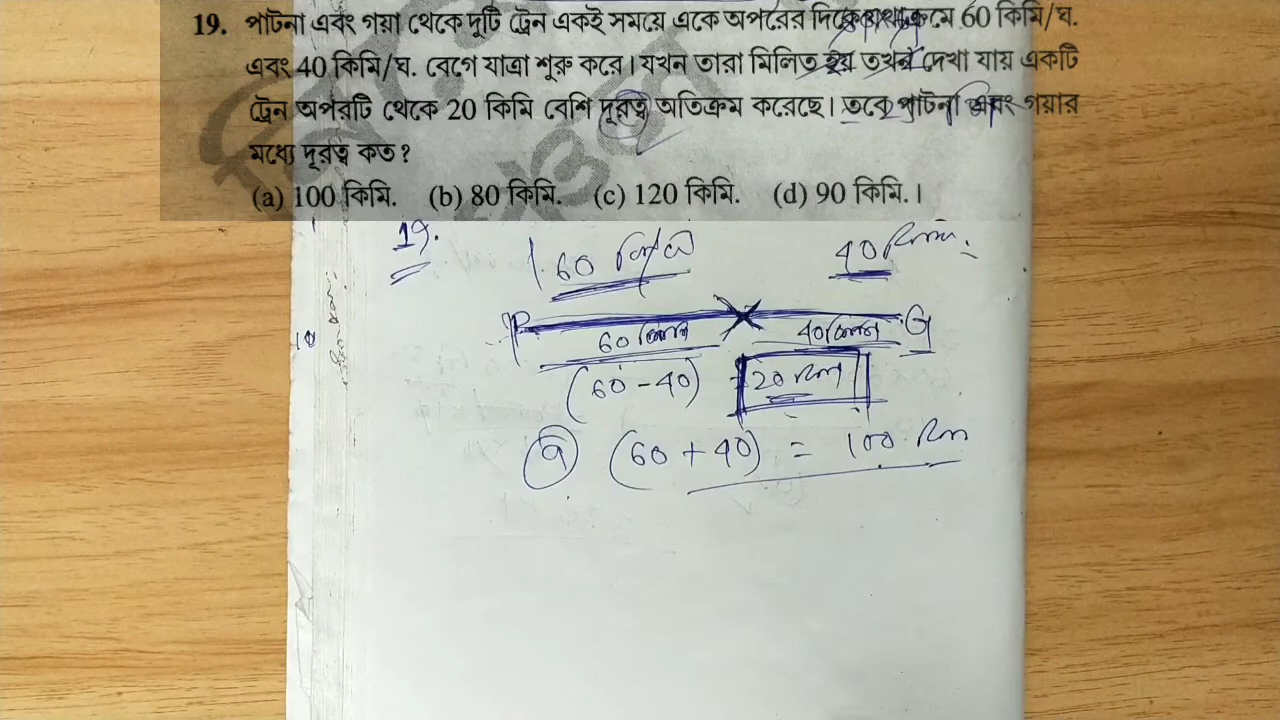 19. পাটনা এবং গয়া থেকে দুটি ট্রেন একই সময়ে একে অপরের দিকে যথাক্রমে 60 কিমি/ঘ.
এবং 40 কিমি/ঘ. বেগে যাত্রা শুরু করে। যখন তারা মিলিত হয় তখন দেখা যায় একটি
ট্রেন অপরটি থেকে 20 কিমি বেশি দূরত্ব অতিক্রম করেছে। তবে পাটনা এবং গয়ার
মধ্যে দূরত্ব কত?
(a) 100 কিমি. (b) 80 কিমি. (c) 120 কিমি. (d) 90 কিমি.।
19.
60 কিমি/ঘ 40
P 60 40 G
(60-40) = 20 km
(a) (60 + 40) = 100 km